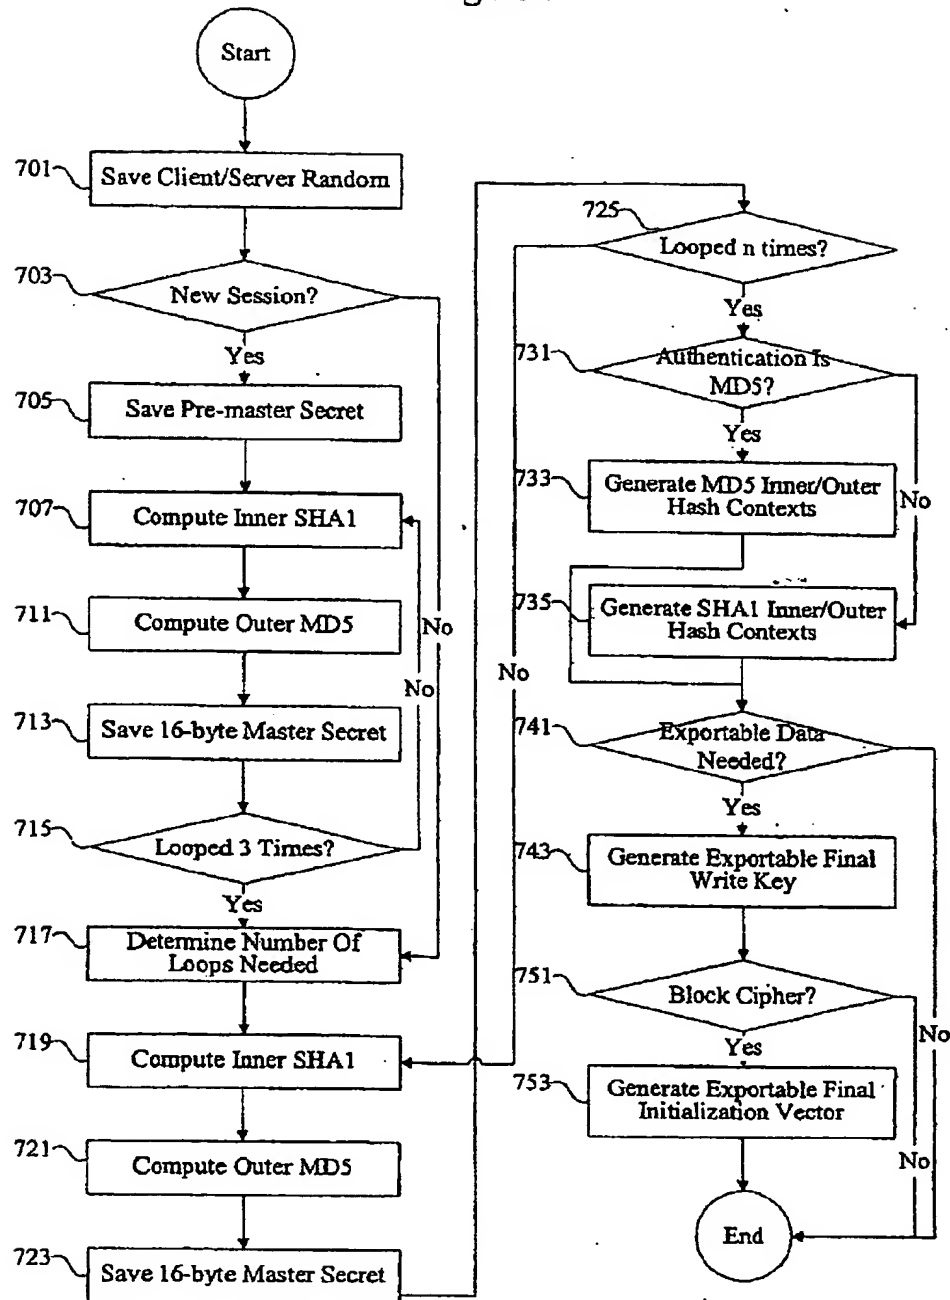 Start
701
Save Client/Server Random
703
New Session?
Yes
705
Save Pre-master Secret
707
Compute Inner SHA1
711
Compute Outer MD5
No
No
713
Save 16-byte Master Secret
715
Looped 3 Times?
Yes
717
Determine Number Of
Loops Needed
719
Compute Inner SHA1
721
Compute Outer MD5
723
Save 16-byte Master Secret
725
Looped n times?
Yes
No
731
Authentication Is
MD5?
Yes
No
733
Generate MD5 Inner/Outer
Hash Contexts
735
Generate SHA1 Inner/Outer
Hash Contexts
741
Exportable Data
Needed?
Yes
743
Generate Exportable Final
Write Key
751
Block Cipher?
Yes
No
753
Generate Exportable Final
Initialization Vector
No
End